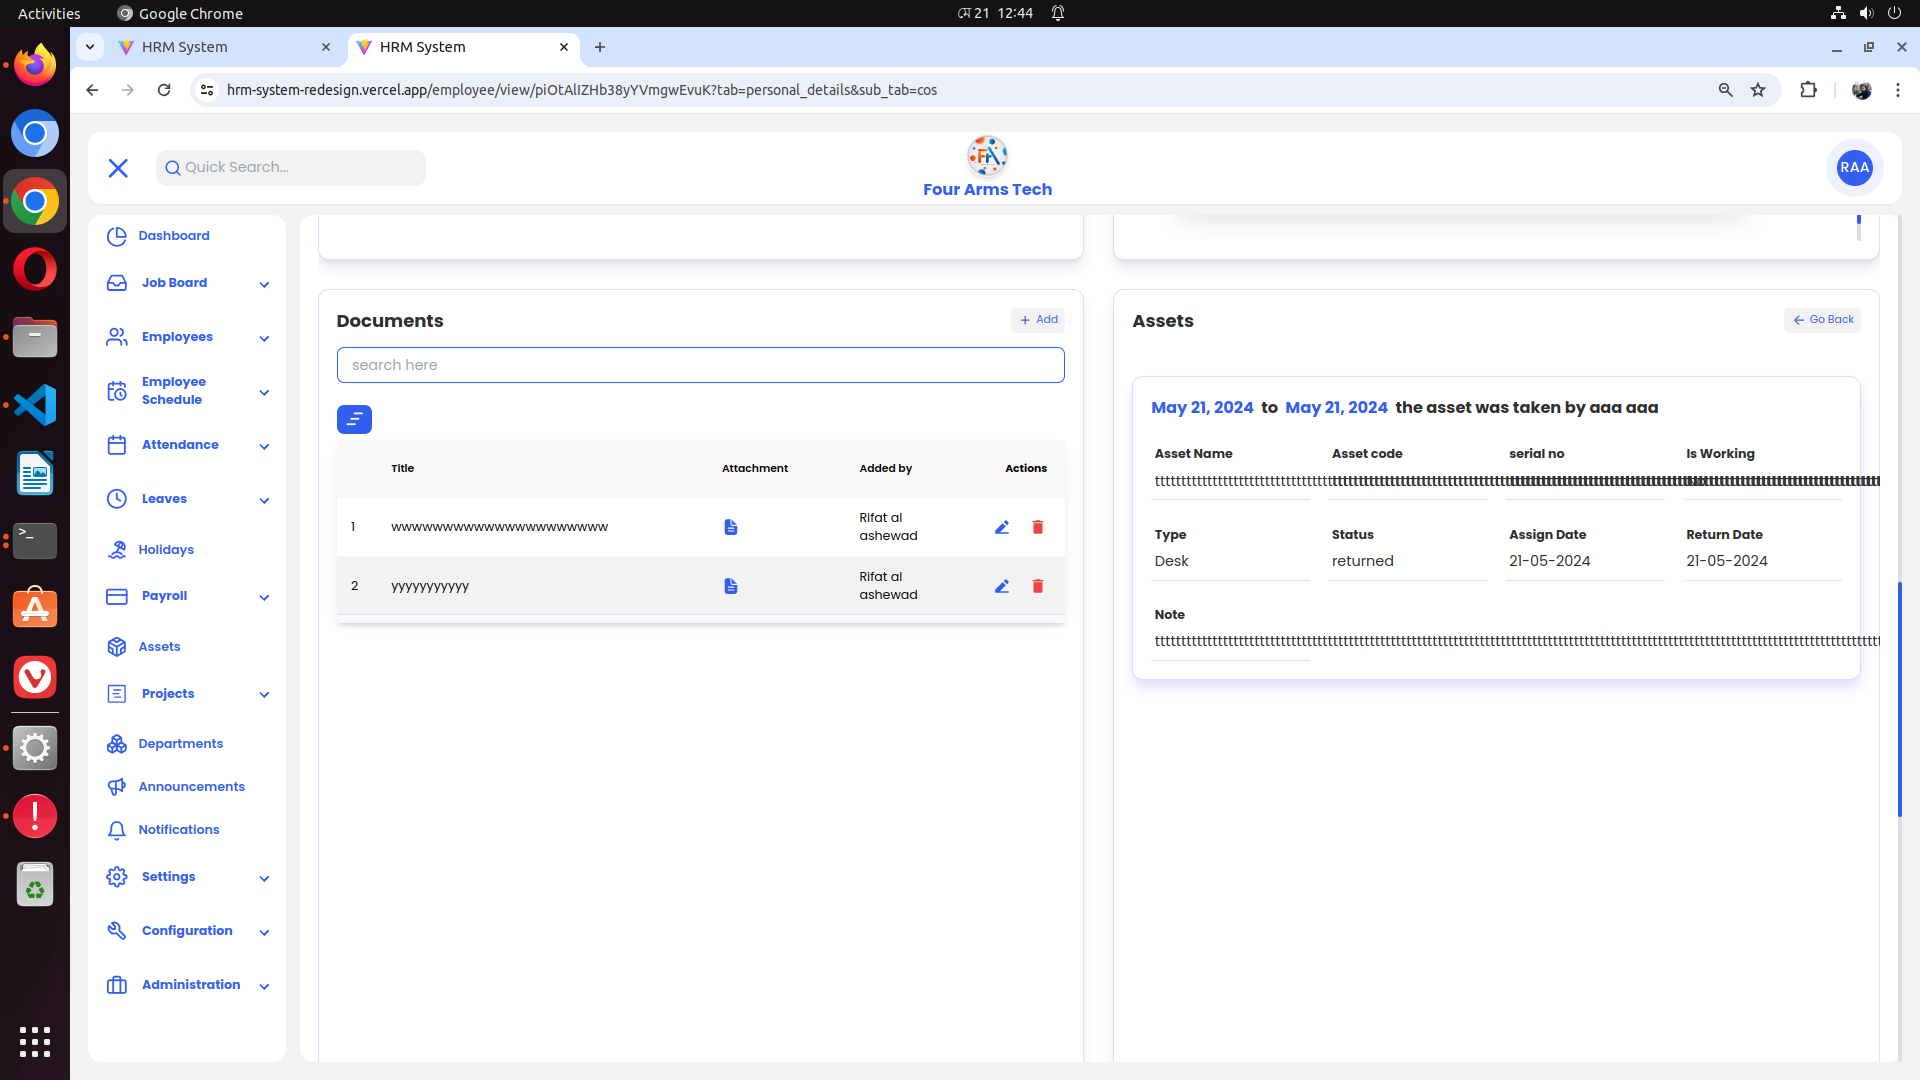 Activities
Google Chrome
মে 21 12:44
HRM System
HRM System
hrm-system-redesign.vercel.app/employee/view/piOtAlIZHb38yYVmgwEvuK?tab=personal_details&sub_tab=cos
Quick Search...
Four Arms Tech
RAA
Dashboard
Job Board
Employees
Employee
Schedule
Attendance
Leaves
Holidays
Payroll
Assets
Projects
Departments
Announcements
Notifications
Settings
Configuration
Administration
Documents
+ Add
search here
Title Attachment Added by Actions
1 wwwwwwwwwwwwwwwwwwwww Rifat al
ashewad
2 yyyyyyyyyyy Rifat al
ashewad
Assets
Go Back
May 21, 2024 to May 21, 2024 the asset was taken by aaa aaa
Asset Name Asset code serial no Is Working
Type Status Assign Date Return Date
Desk returned 21-05-2024 21-05-2024
Note